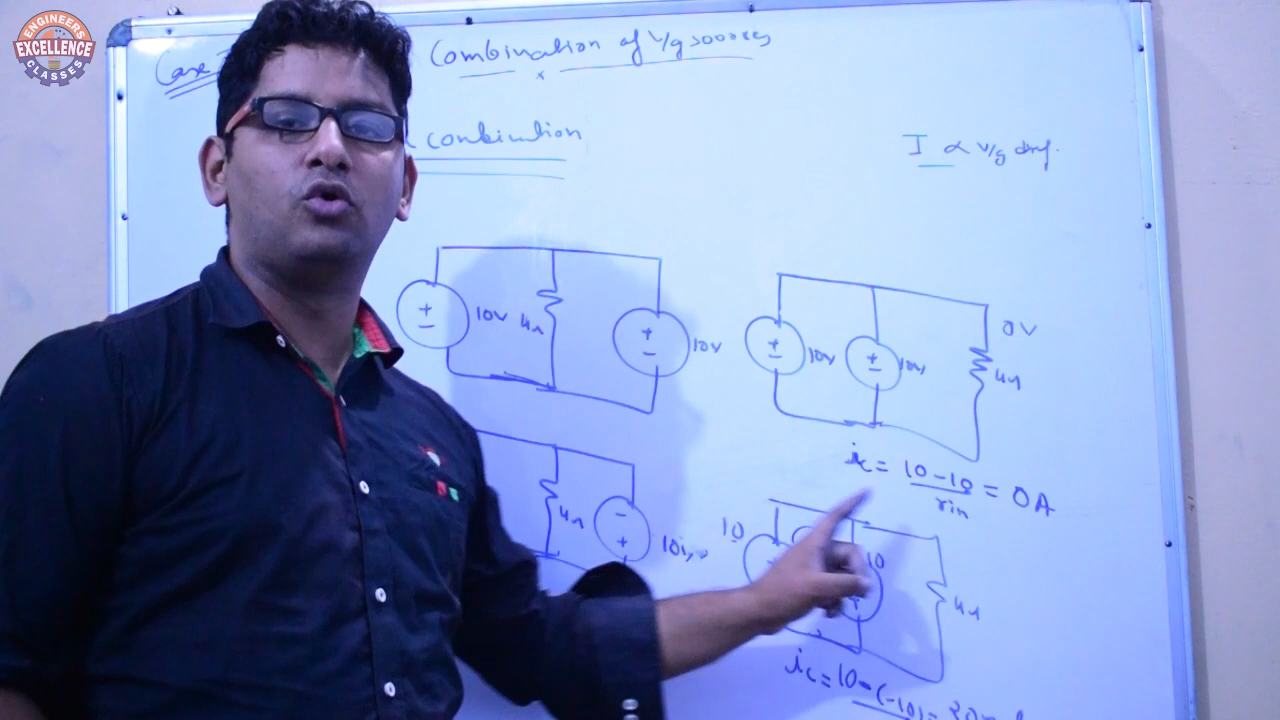 ENGINEERS
EXCELLENCE
CLASSES
Case
Combination of V/g sources
combination
I ∝ V/g
+
−
10V
4Ω
+
−
10V
+
−
10V
+
−
10V
0V
4Ω
ic = 10 - 10 / rin = 0A
4Ω
−
+
10
10
4Ω
ic = 10 - (-10) =